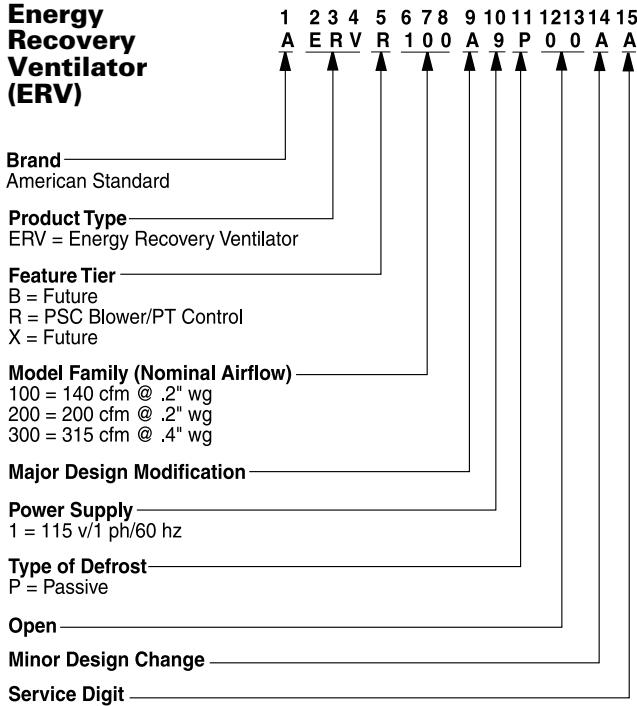 Energy
Recovery
Ventilator
(ERV)
1 2 3 4 5 6 7 8 9 10 11 12 13 14 15
A E R V R 1 0 0 A 9 P 0 0 A A
Brand
American Standard
Product Type
ERV = Energy Recovery Ventilator
Feature Tier
B = Future
R = PSC Blower/PT Control
X = Future
Model Family (Nominal Airflow)
100 = 140 cfm @ .2" wg
200 = 200 cfm @ .2" wg
300 = 315 cfm @ .4" wg
Major Design Modification
Power Supply
1 = 115 v/1 ph/60 hz
Type of Defrost
P = Passive
Open
Minor Design Change
Service Digit